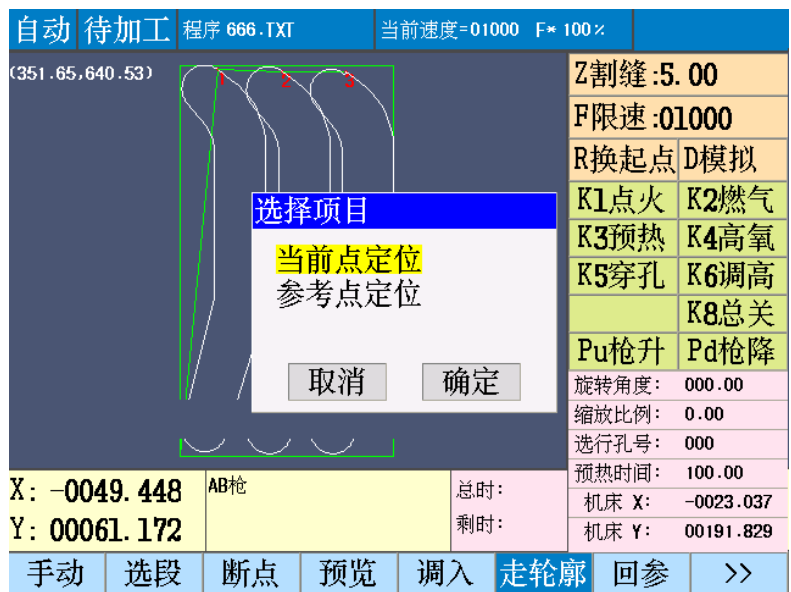 自动 待加工 程序 666.TXT 当前速度=01000 F* 100%
(351.65,640.53)
1 2 3
Z割缝:5.00
F限速:01000
R换起点 D模拟
K1点火 K2燃气
K3预热 K4高氧
K5穿孔 K6调高
K8总关
Pu枪升 Pd枪降
选择项目
当前点定位
参考点定位
取消 确定
旋转角度: 000.00
缩放比例: 0.00
选行孔号: 000
预热时间: 100.00
机床 X: -0023.037
机床 Y: 00191.829
X: -0049.448 AB枪 总时:
Y: 00061.172 剩时:
手动 选段 断点 预览 调入 走轮廓 回参 >>